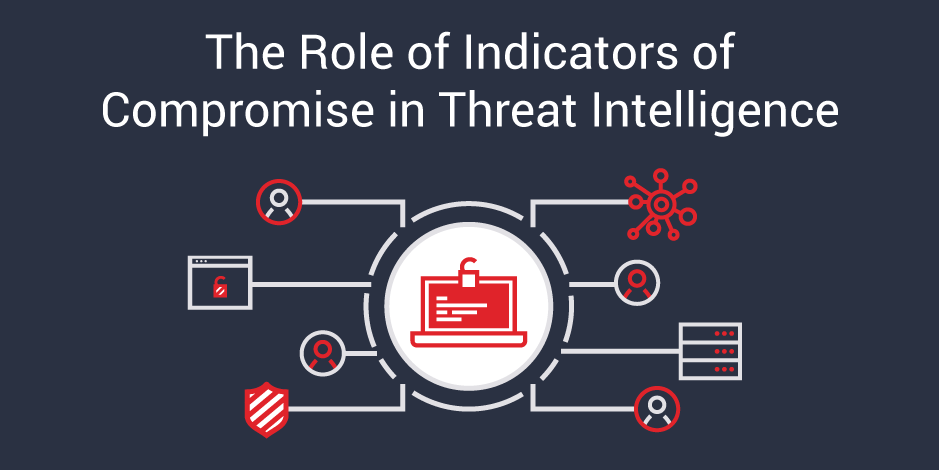 The Role of Indicators of
Compromise in Threat Intelligence